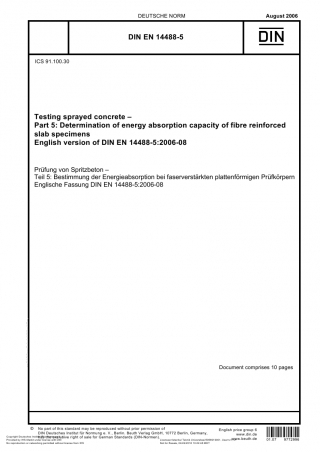 DEUTSCHE NORM
August 2006
DIN EN 14488-5
DIN
ICS 91.100.30
Testing sprayed concrete –
Part 5: Determination of energy absorption capacity of fibre reinforced
slab specimens
English version of DIN EN 14488-5:2006-08
Prüfung von Spritzbeton –
Teil 5: Bestimmung der Energieabsorption bei faserverstärkten plattenförmigen Prüfkörpern
Englische Fassung DIN EN 14488-5:2006-08
Document comprises 10 pages
© No part of this standard may be reproduced without prior permission of
DIN Deutsches Institut für Normung e. V., Berlin. Beuth Verlag GmbH, 10772 Berlin, Germany,
has the exclusive right of sale for German Standards (DIN-Normen).
English price group 8
www.din.de
www.beuth.de
01.07 9772998